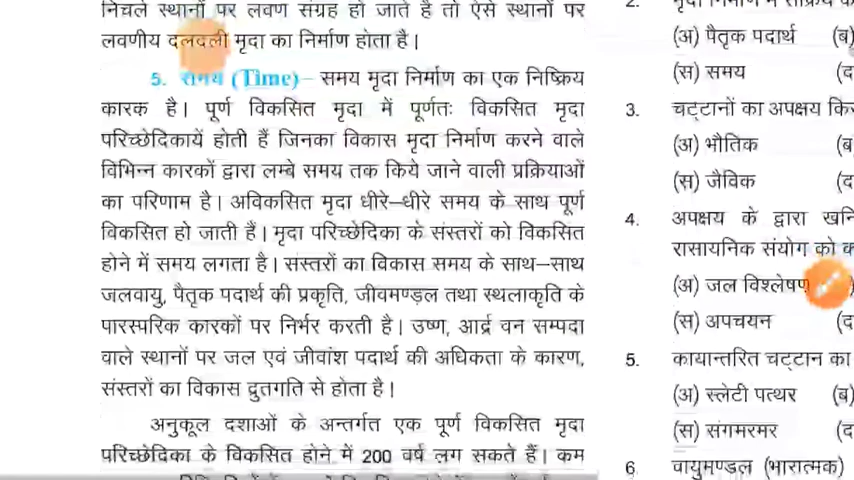 निचले स्थानों पर लवण संग्रह हो जाते है तो ऐसे स्थानों पर
लवणीय दलदली मृदा का निर्माण होता है।
5. समय (Time)– समय मृदा निर्माण का एक निष्क्रिय
कारक है। पूर्ण विकसित मृदा में पूर्णतः विकसित मृदा
परिच्छेदिकायें होती हैं जिनका विकास मृदा निर्माण करने वाले
विभिन्न कारकों द्वारा लम्बे समय तक किये जाने वाली प्रक्रियाओं
का परिणाम है। अविकसित मृदा धीरे–धीरे समय के साथ पूर्ण
विकसित हो जाती हैं। मृदा परिच्छेदिका के संस्तरों को विकसित
होने में समय लगता है। संस्तरों का विकास समय के साथ–साथ
जलवायु, पैतृक पदार्थ की प्रकृति, जीवमण्ड़ल तथा स्थलाकृति के
पारस्परिक कारकों पर निर्भर करती है। उष्ण, आर्द्र वन सम्पदा
वाले स्थानों पर जल एवं जीवांश पदार्थ की अधिकता के कारण,
संस्तरों का विकास द्रुतगति से होता है।
अनुकूल दशाओं के अन्तर्गत एक पूर्ण विकसित मृदा
परिच्छेदिका के विकसित होने में 200 वर्ष लग सकते हैं। कम
2. मृदा निर्माण में
(अ) पैतृक पदार्थ (ब)
(स) समय (द
3. चट्टानों का अपक्षय
(अ) भौतिक (ब
(स) जैविक (द
4. अपक्षय के द्वारा
रासायनिक संयोग को
(अ) जल विश्लेषण
(स) अपचयन (द
5. कायान्तरित चट्टान का
(अ) स्लेटी पत्थर (ब)
(स) संगमरमर (द
6. वायुमण्डल (भारात्मक)